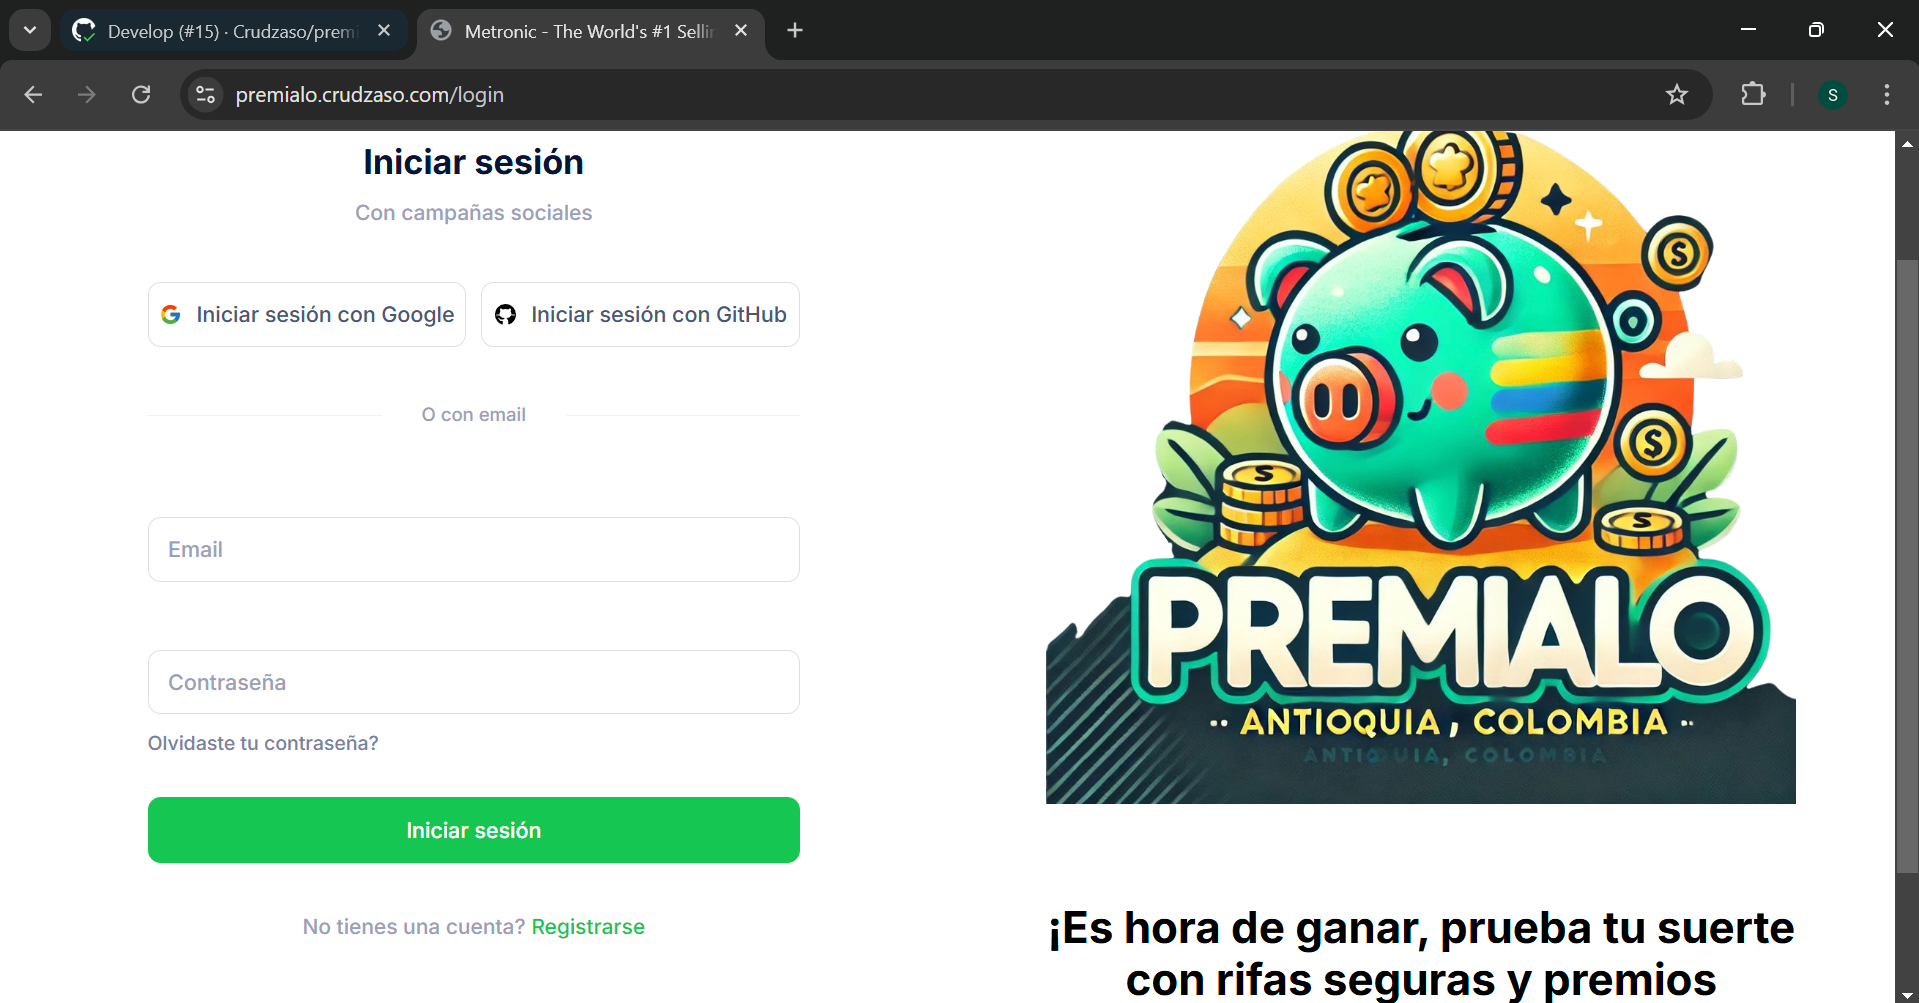 Develop (#15) · Crudzaso/premi
Metronic - The World's #1 Sellin
premialo.crudzaso.com/login
S
Iniciar sesión
Con campañas sociales
Iniciar sesión con Google
Iniciar sesión con GitHub
O con email
Email
Contraseña
Olvidaste tu contraseña?
Iniciar sesión
No tienes una cuenta? Registrarse
$
$
S
S
PREMIALO
·· ANTIOQUIA, COLOMBIA ··
ANTIOQUIA, COLOMBIA
¡Es hora de ganar, prueba tu suerte
con rifas seguras y premios